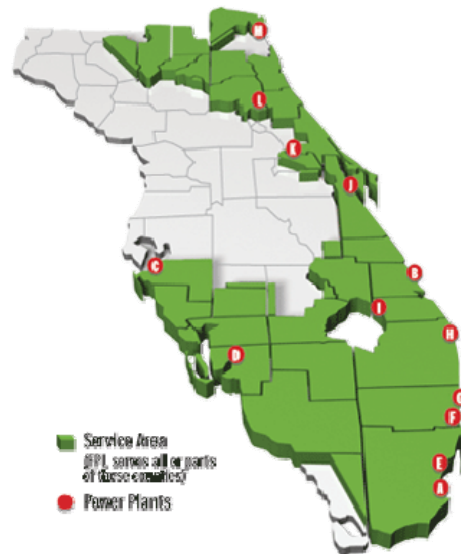 M
L
K
J
C
B
I
H
D
F
E
A
Service Area
(FPL serves all or parts
of these counties)
Power Plants